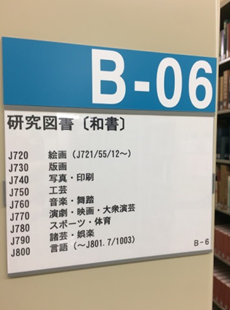 B-06
研究図書〔和書〕
J720 絵画（J721/55/12～）
J730 版画
J740 写真・印刷
J750 工芸
J760 音楽・舞踏
J770 演劇・映画・大衆演芸
J780 スポーツ・体育
J790 諸芸・娯楽
J800 言語（～J801.7/1003）
B-6